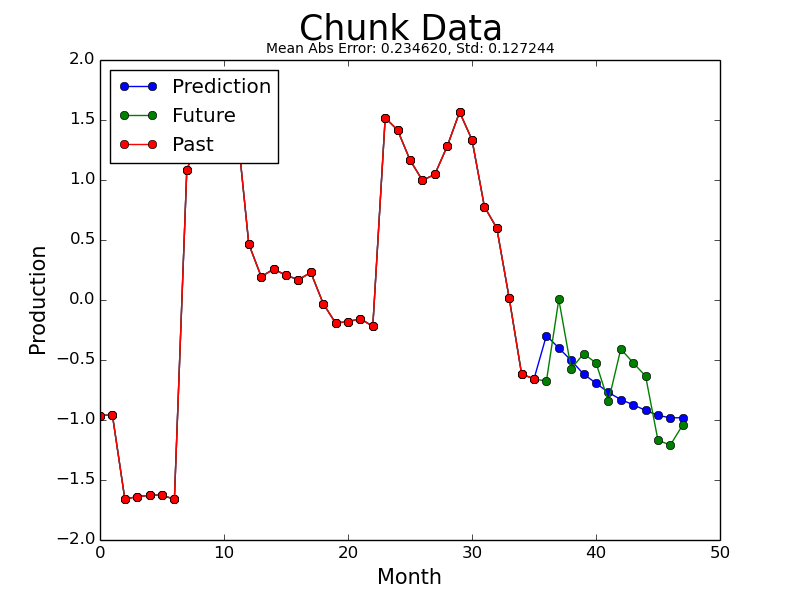 Chunk Data
Mean Abs Error: 0.234620, Std: 0.127244
Prediction
Future
Past
Production
2.0
1.5
1.0
0.5
0.0
−0.5
−1.0
−1.5
−2.0
0 10 20 30 40 50
Month